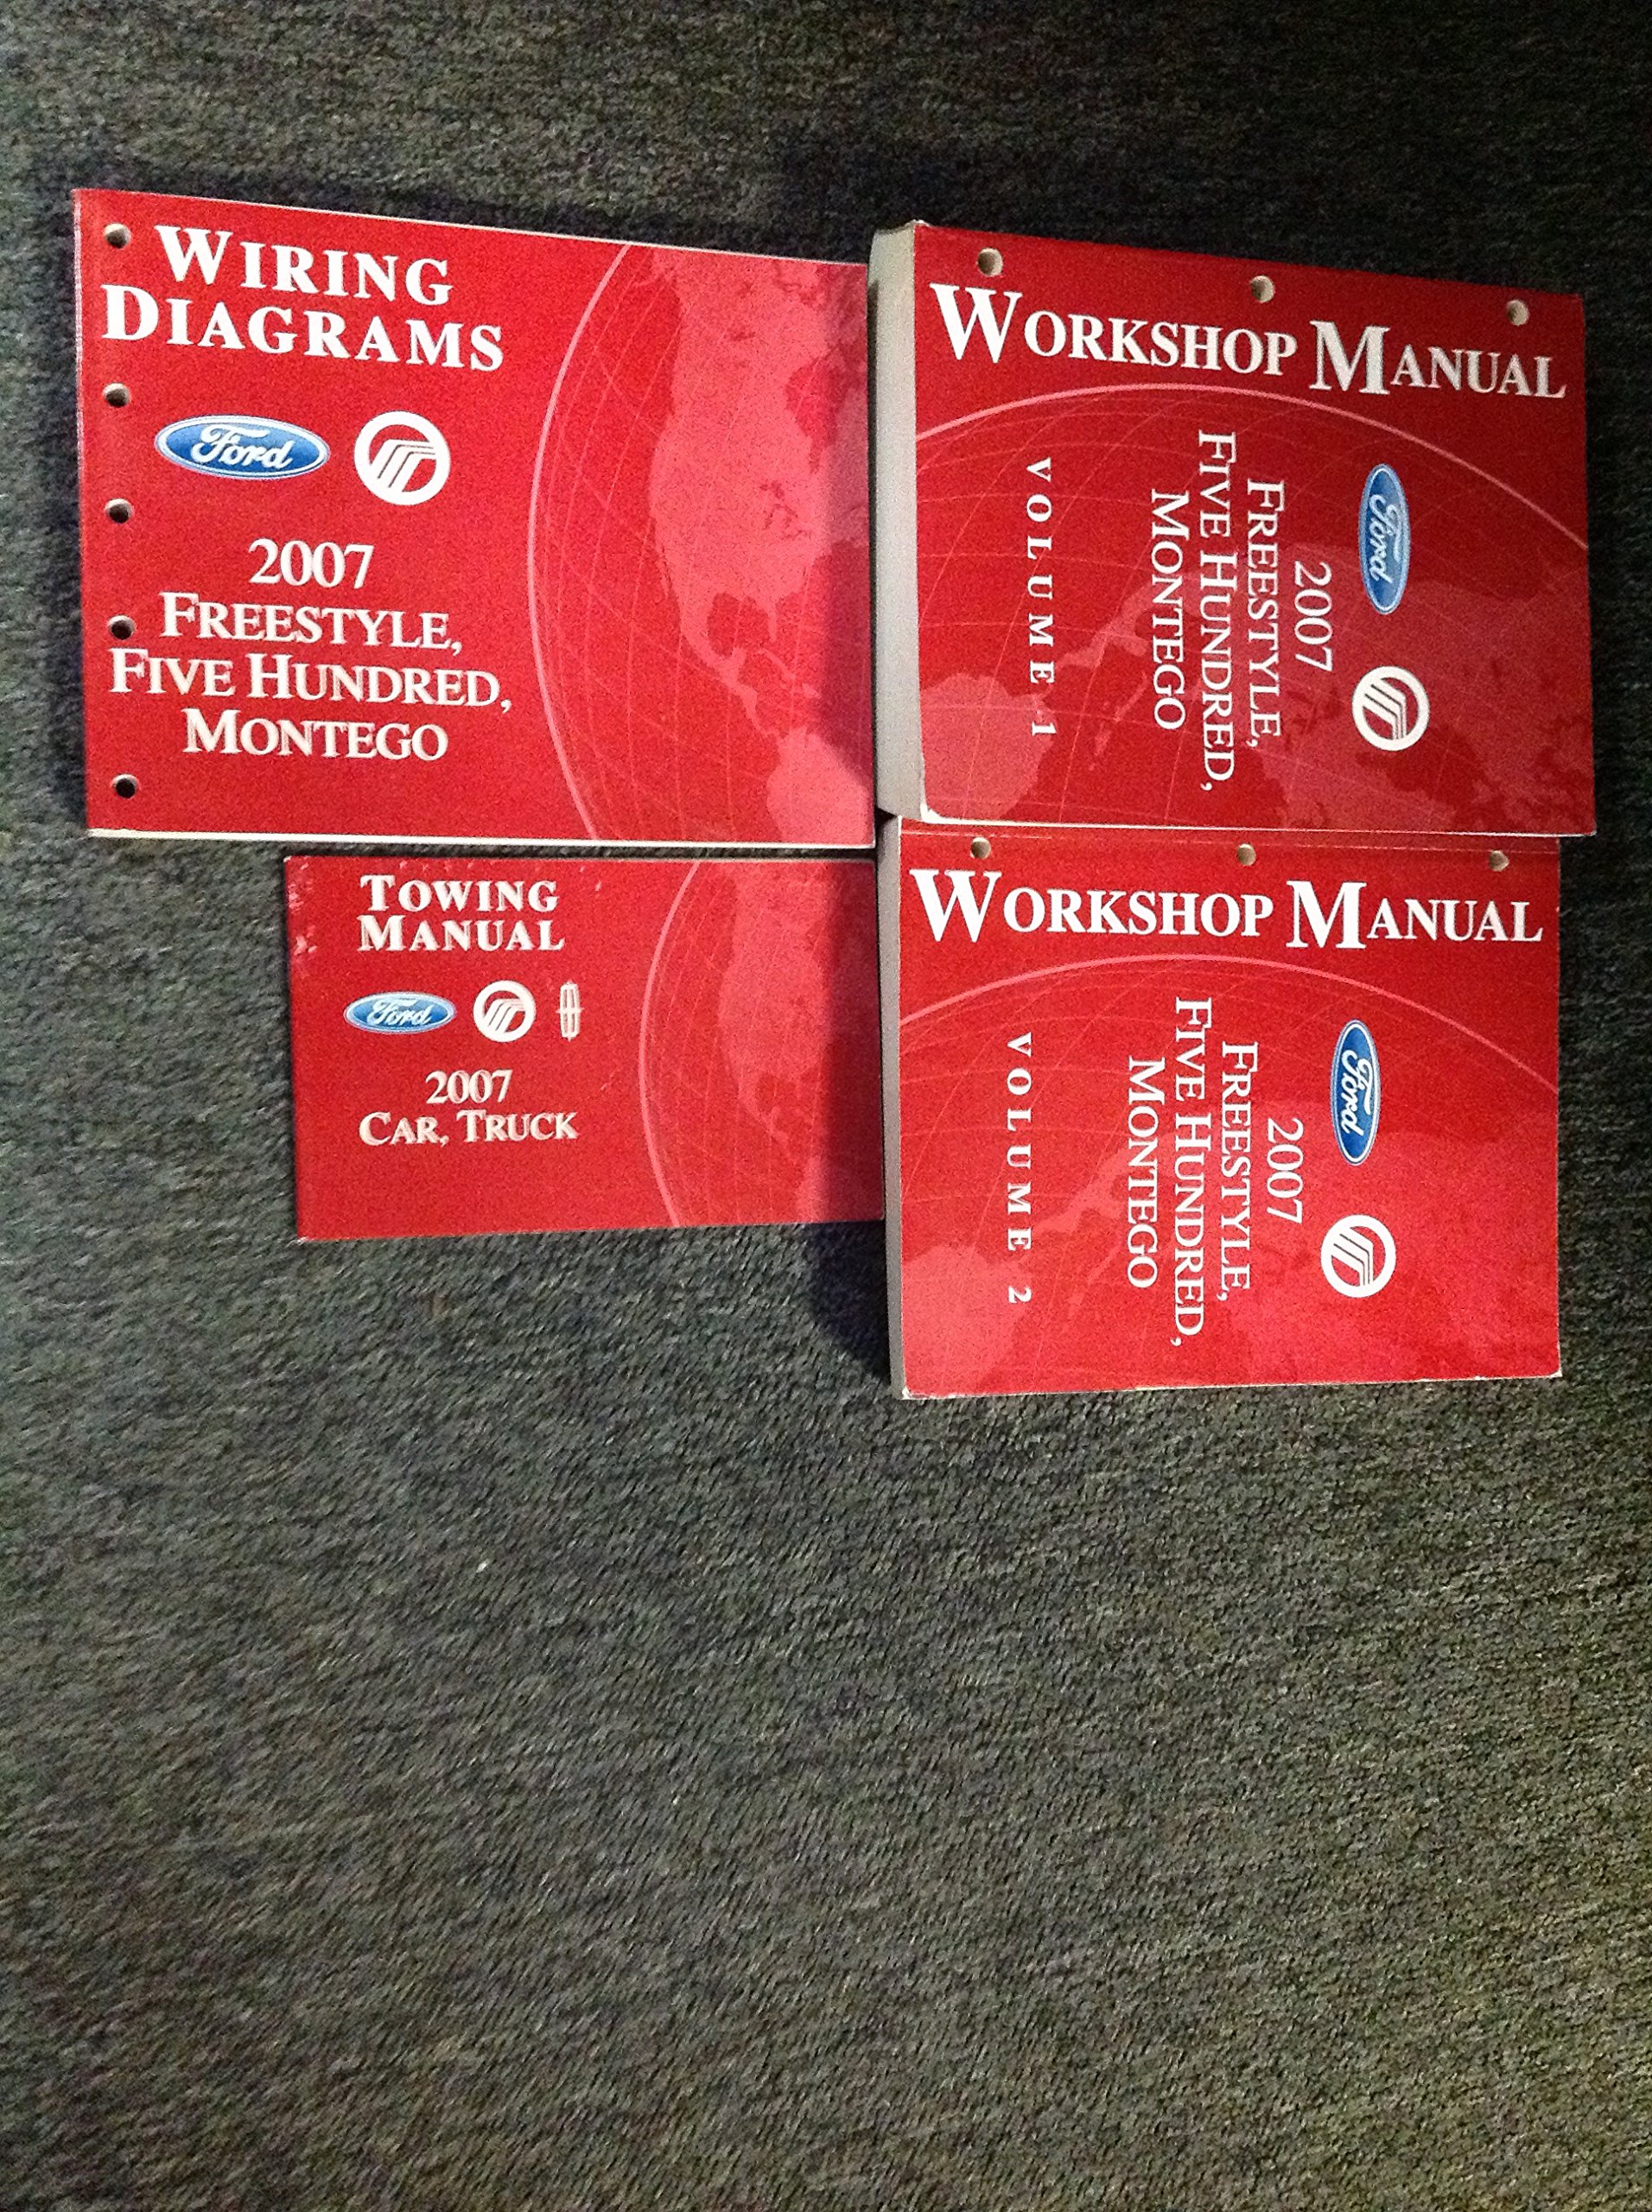 WIRING
DIAGRAMS
Ford
2007
FREESTYLE,
FIVE HUNDRED,
MONTEGO
WORKSHOP MANUAL
Ford
2007
FREESTYLE,
FIVE HUNDRED,
MONTEGO
VOLUME 1
TOWING
MANUAL
Ford
2007
CAR, TRUCK
WORKSHOP MANUAL
Ford
2007
FREESTYLE,
FIVE HUNDRED,
MONTEGO
VOLUME 2